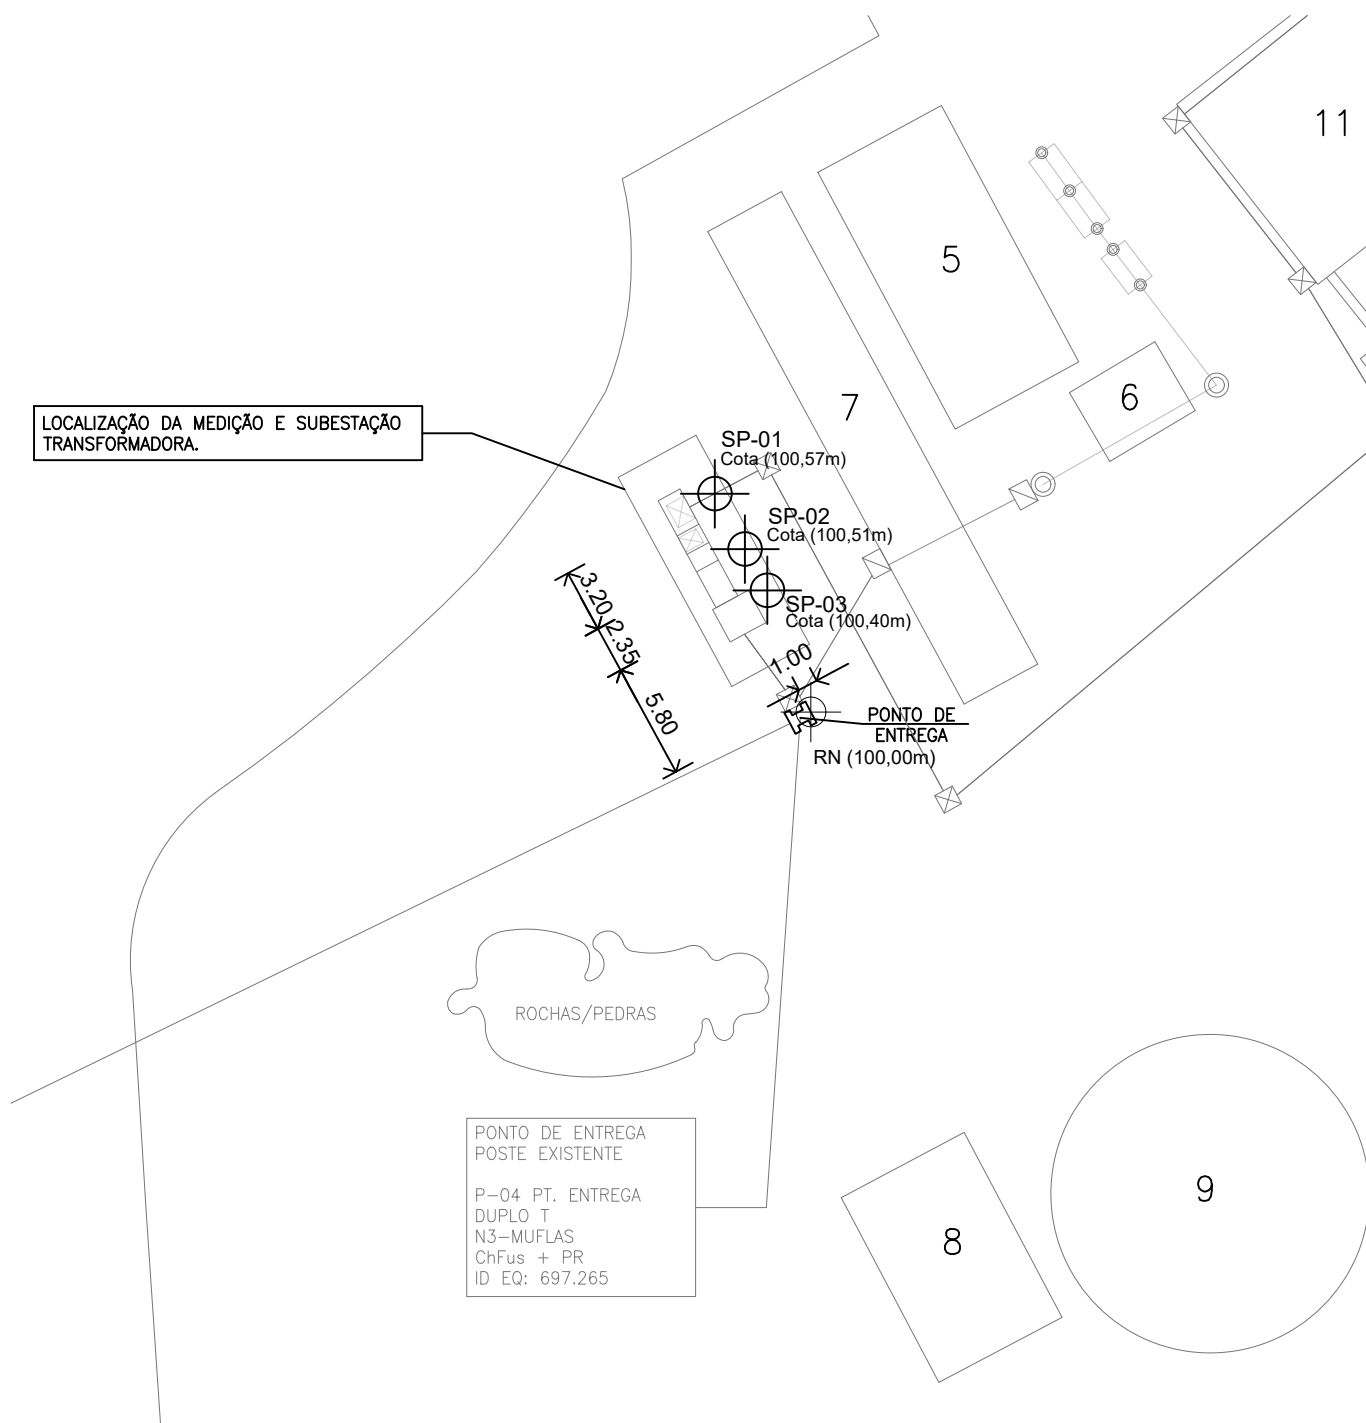 11
5
7
6
LOCALIZAÇÃO DA MEDIÇÃO E SUBESTAÇÃO
TRANSFORMADORA.
SP-01
Cota (100,57m)
SP-02
Cota (100,51m)
SP-03
Cota (100,40m)
3.20
2.35
5.80
1.00
PONTO DE
ENTREGA
RN (100,00m)
ROCHAS/PEDRAS
PONTO DE ENTREGA
POSTE EXISTENTE
P-04 PT. ENTREGA
DUPLO T
N3-MUFLAS
ChFus + PR
ID EQ: 697.265
8
9